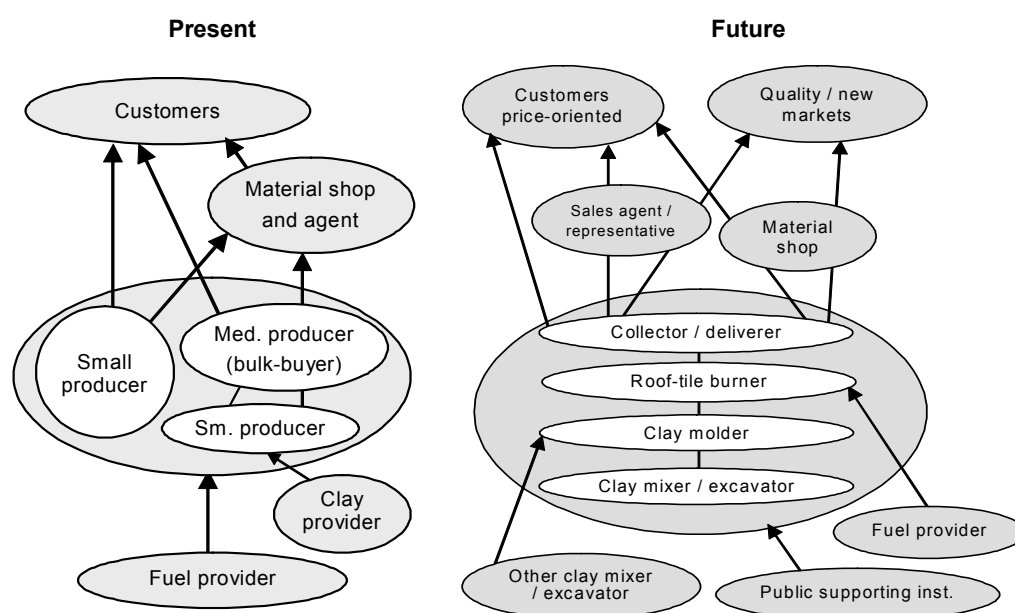 Present
Customers
Material shop
and agent
Med. producer
(bulk-buyer)
Small
producer
Sm. producer
Clay
provider
Fuel provider
Future
Customers
price-oriented
Quality / new
markets
Sales agent /
representative
Material
shop
Collector / deliverer
Roof-tile burner
Clay molder
Clay mixer / excavator
Fuel provider
Other clay mixer
/ excavator
Public supporting inst.